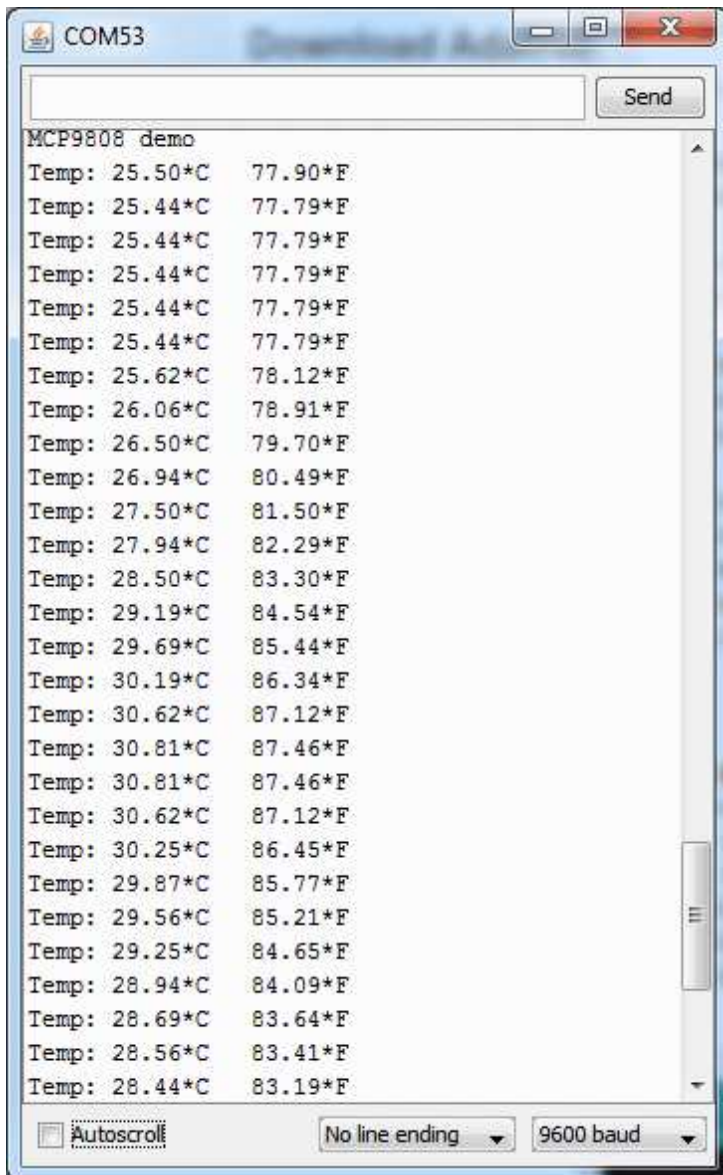 COM53
Send
MCP9808 demo
Temp: 25.50*C 77.90*F
Temp: 25.44*C 77.79*F
Temp: 25.44*C 77.79*F
Temp: 25.44*C 77.79*F
Temp: 25.44*C 77.79*F
Temp: 25.44*C 77.79*F
Temp: 25.62*C 78.12*F
Temp: 26.06*C 78.91*F
Temp: 26.50*C 79.70*F
Temp: 26.94*C 80.49*F
Temp: 27.50*C 81.50*F
Temp: 27.94*C 82.29*F
Temp: 28.50*C 83.30*F
Temp: 29.19*C 84.54*F
Temp: 29.69*C 85.44*F
Temp: 30.19*C 86.34*F
Temp: 30.62*C 87.12*F
Temp: 30.81*C 87.46*F
Temp: 30.81*C 87.46*F
Temp: 30.62*C 87.12*F
Temp: 30.25*C 86.45*F
Temp: 29.87*C 85.77*F
Temp: 29.56*C 85.21*F
Temp: 29.25*C 84.65*F
Temp: 28.94*C 84.09*F
Temp: 28.69*C 83.64*F
Temp: 28.56*C 83.41*F
Temp: 28.44*C 83.19*F
Autoscroll No line ending 9600 baud